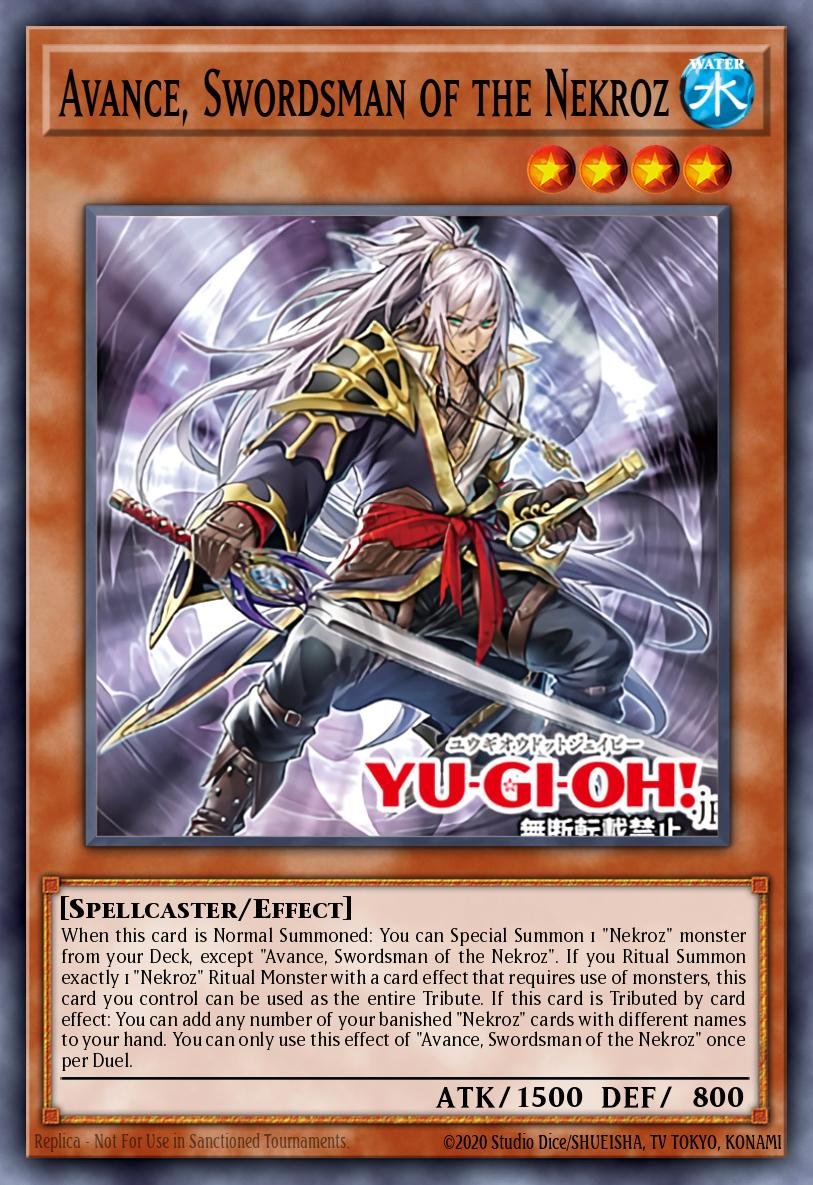 AVANCE, SWORDSMAN OF THE NEKROZ
WATER
水
ユウギオウドットジェイピー
YU-GI-OH!
.jp
無断転載禁止
[SPELLCASTER/EFFECT]
When this card is Normal Summoned: You can Special Summon 1 "Nekroz" monster
from your Deck, except "Avance, Swordsman of the Nekroz". If you Ritual Summon
exactly 1 "Nekroz" Ritual Monster with a card effect that requires use of monsters, this
card you control can be used as the entire Tribute. If this card is Tributed by card
effect: You can add any number of your banished "Nekroz" cards with different names
to your hand. You can only use this effect of "Avance, Swordsman of the Nekroz" once
per Duel.
ATK/1500 DEF/ 800
Replica - Not For Use in Sanctioned Tournaments.
©2020 Studio Dice/SHUEISHA, TV TOKYO, KONAMI